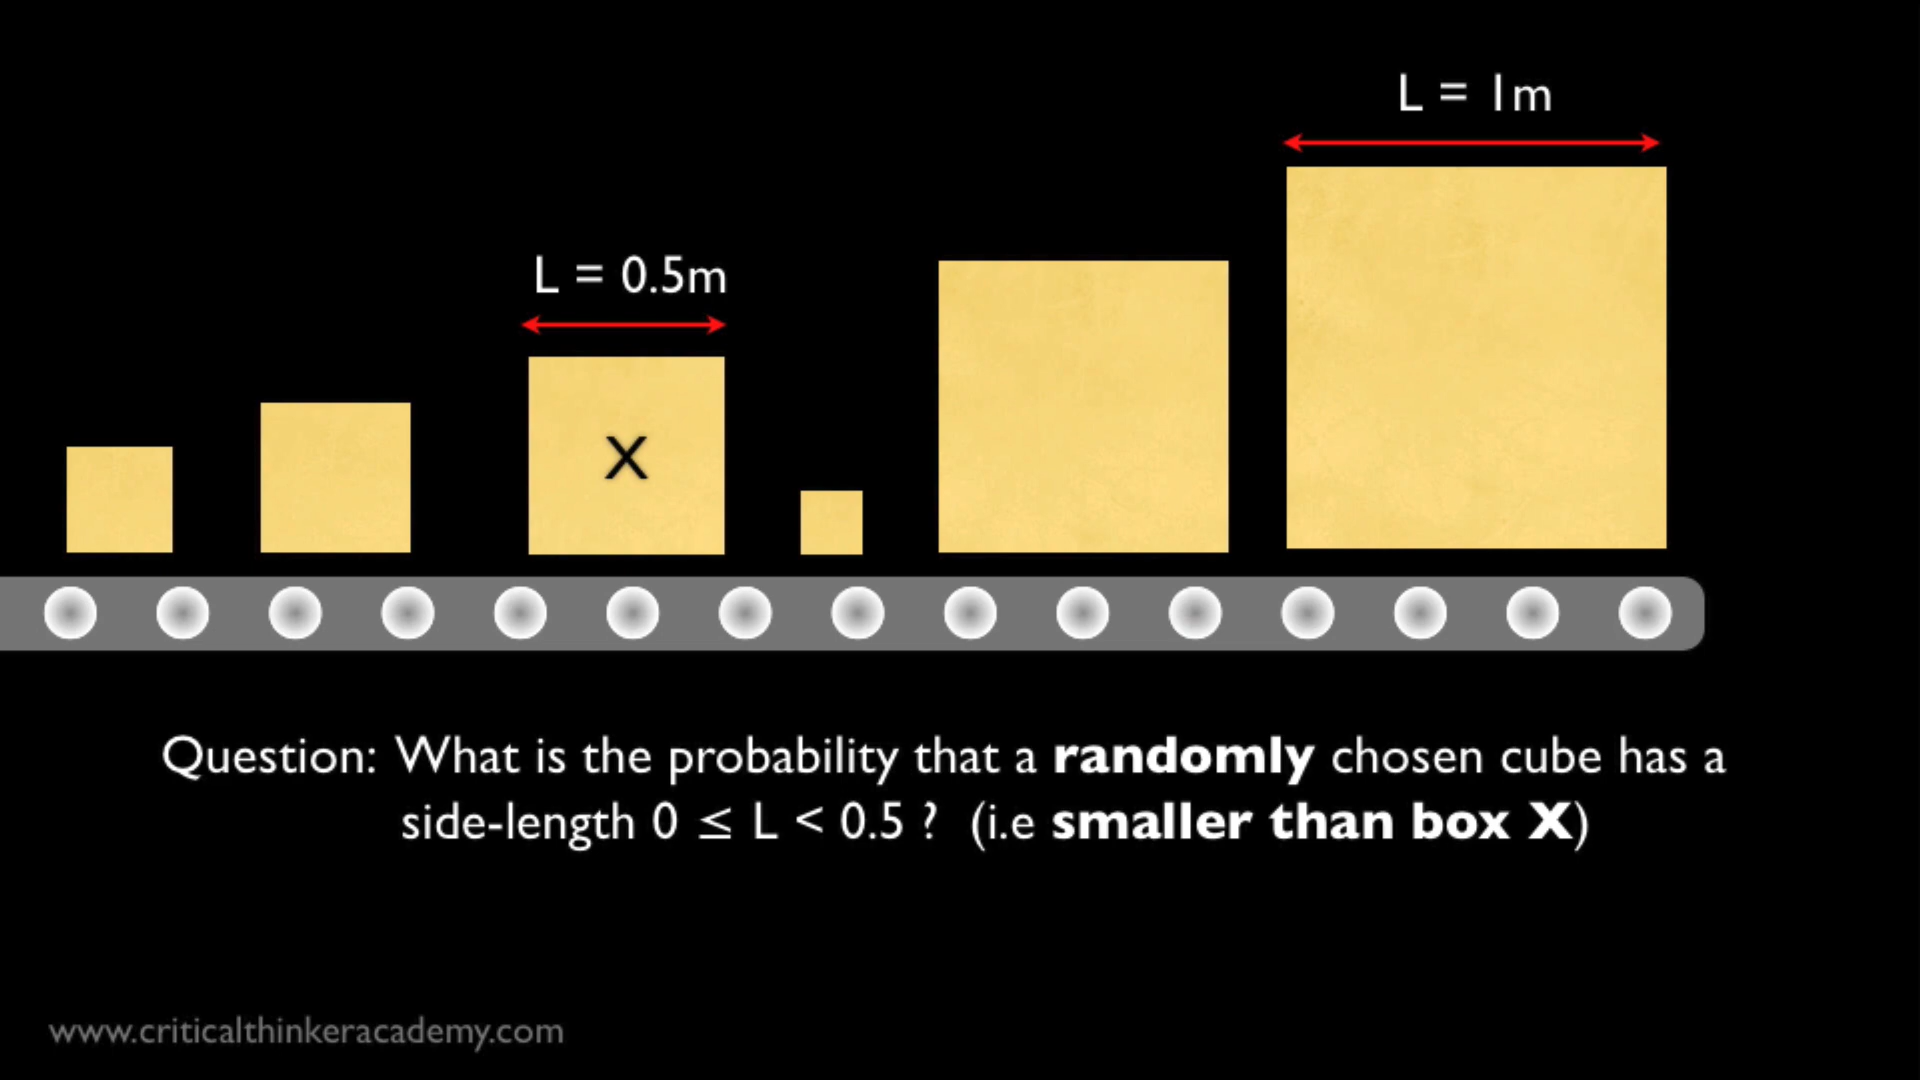 L = 1m
L = 0.5m
X
Question: What is the probability that a randomly chosen cube has a
side-length 0 ≤ L < 0.5 ? (i.e smaller than box X)
www.criticalthinkeracademy.com